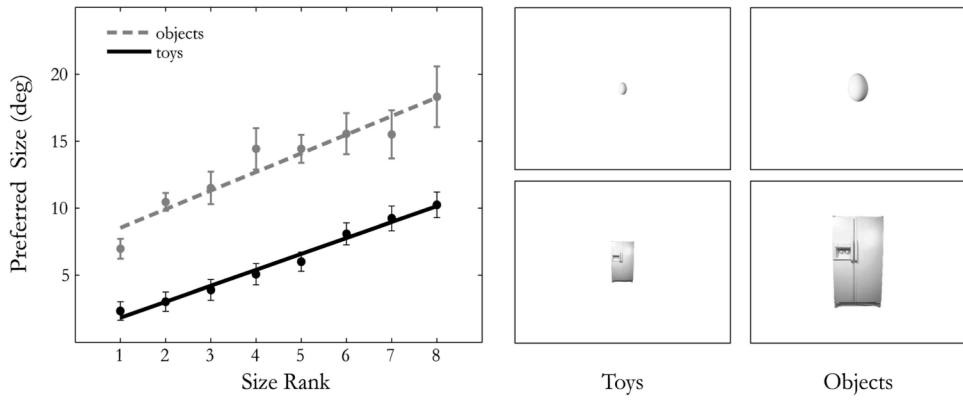 objects
toys
20
15
10
5
Preferred Size (deg)
1 2 3 4 5 6 7 8
Size Rank
Toys
Objects